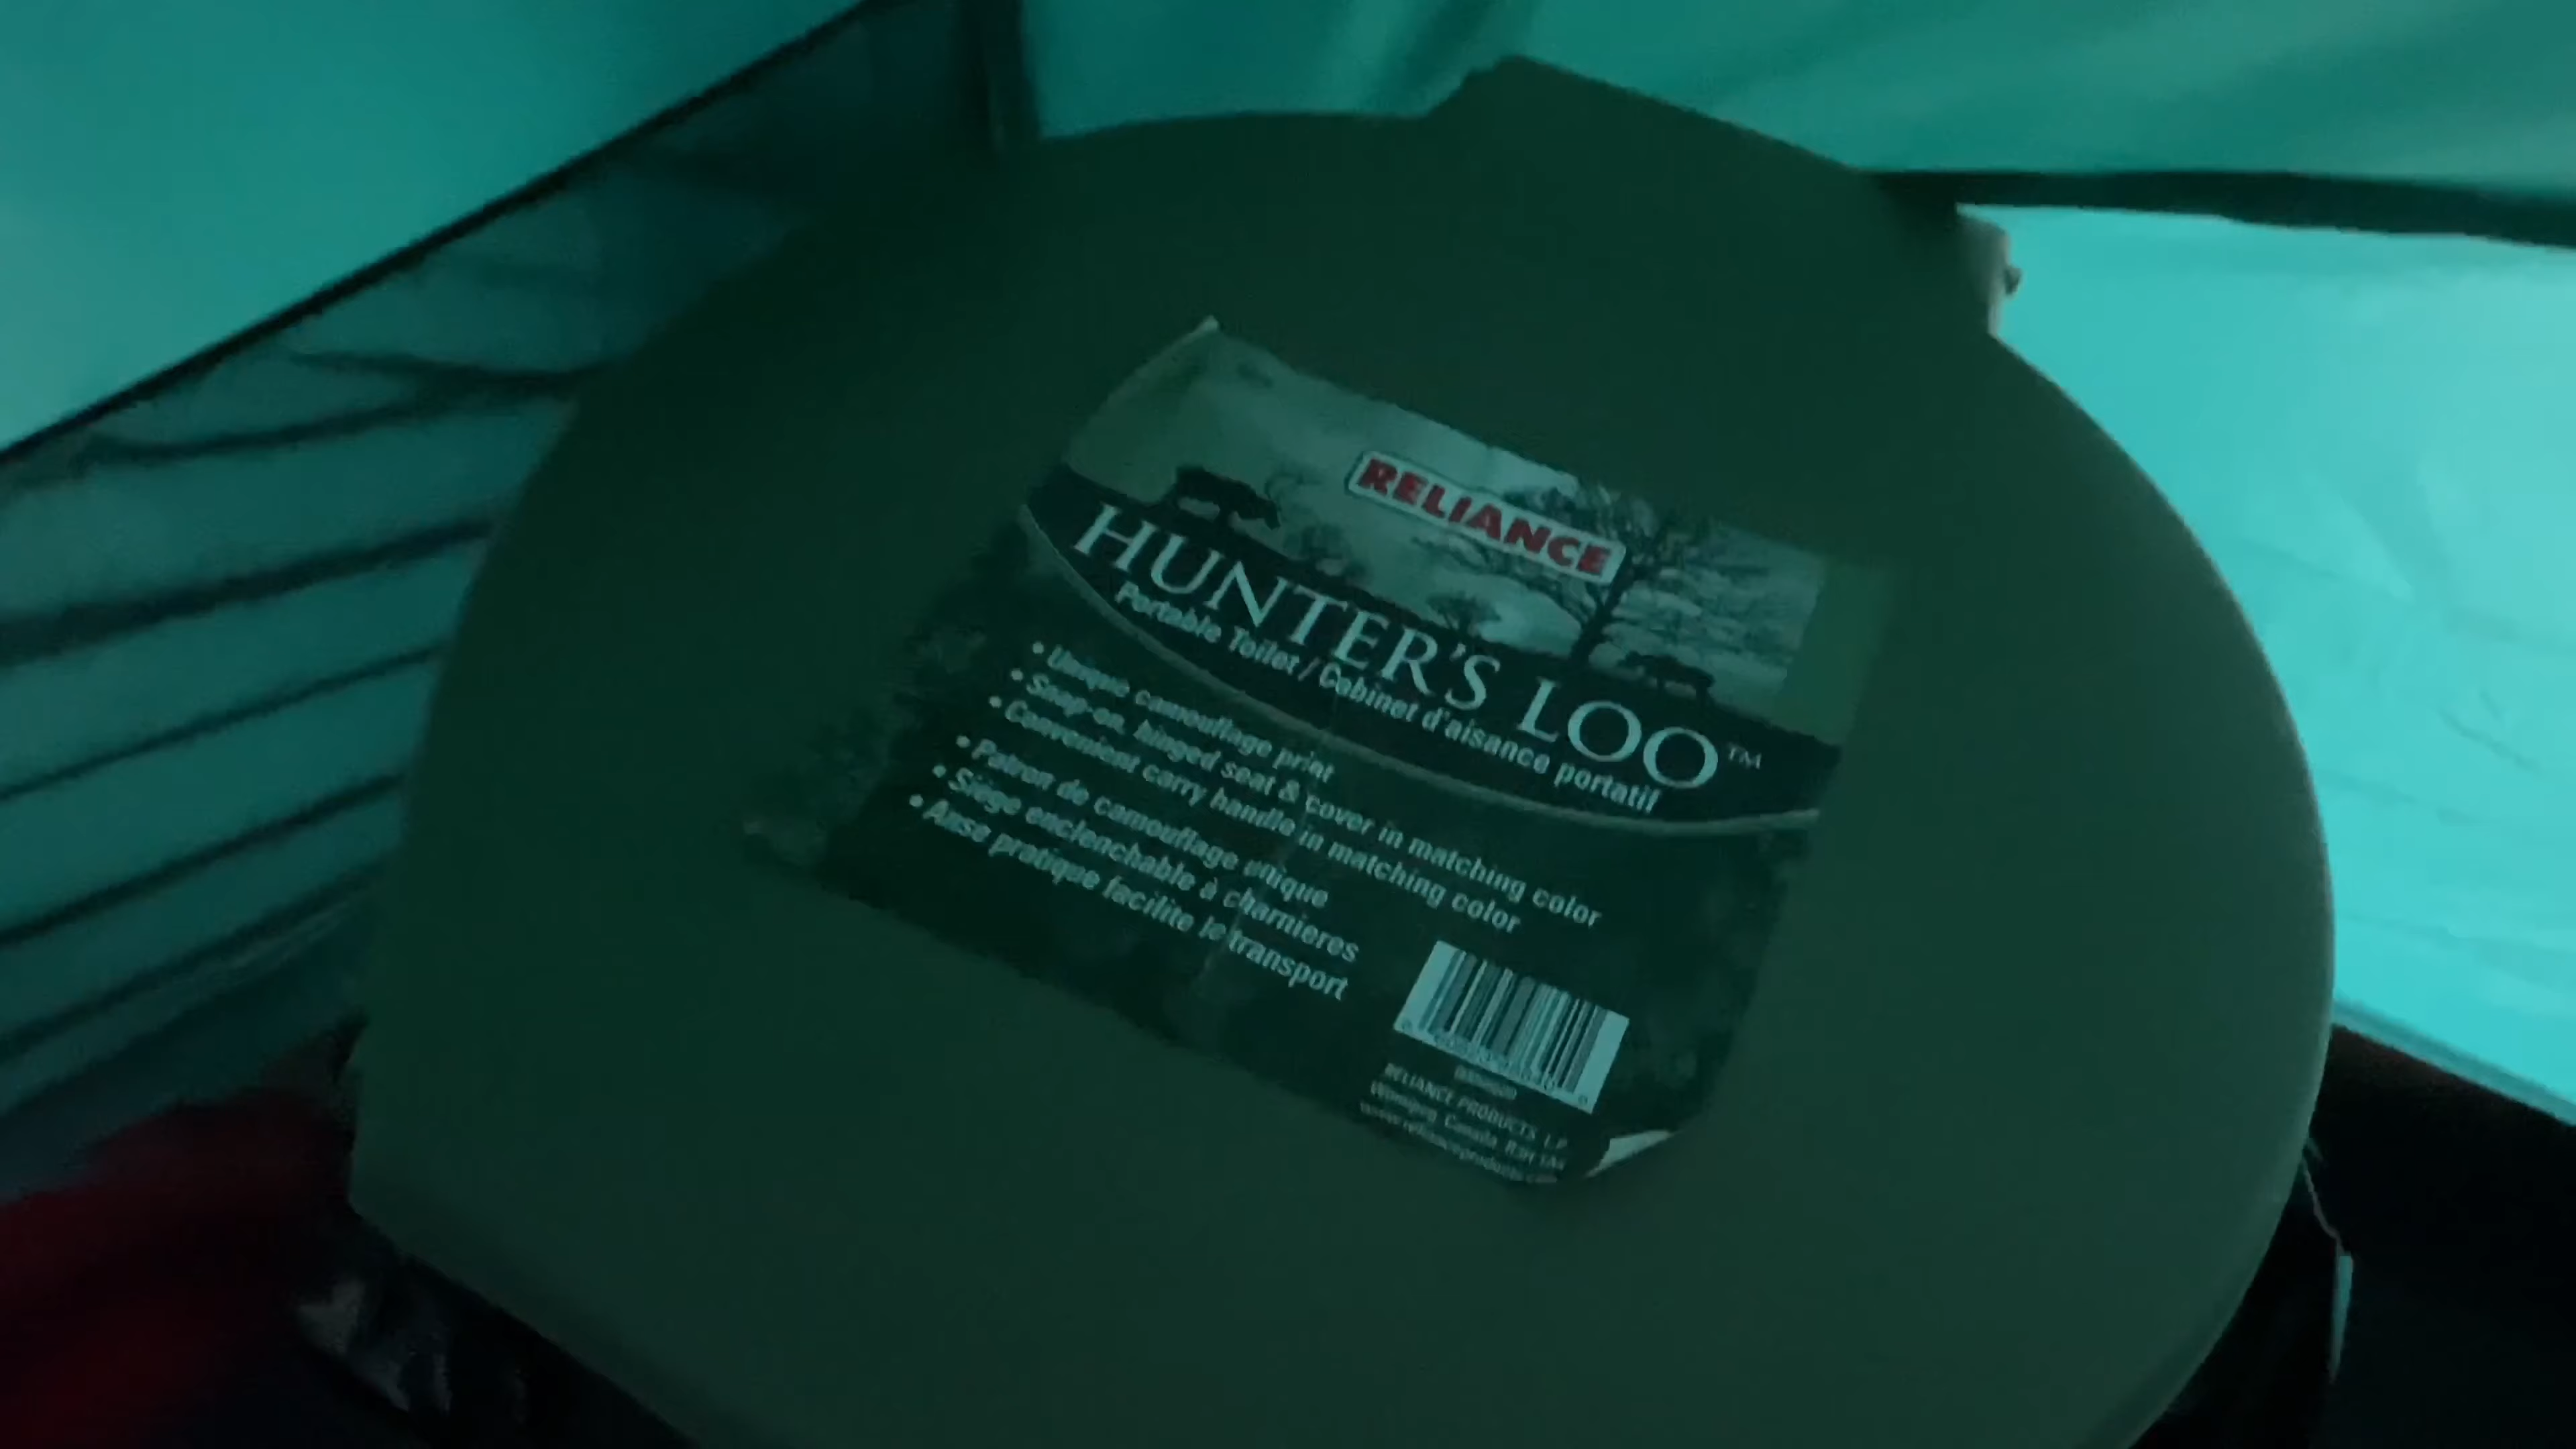 RELIANCE
HUNTER'S LOO™
Portable Toilet / Cabinet d'aisance portatif
• Unique camouflage print
• Snap-on, hinged seat & cover in matching color
• Convenient carry handle in matching color
• Patron de camouflage unique
• Siège enclenchable à charnières
• Anse pratique facilite le transport
RELIANCE PRODUCTS L.P.
Winnipeg, Canada